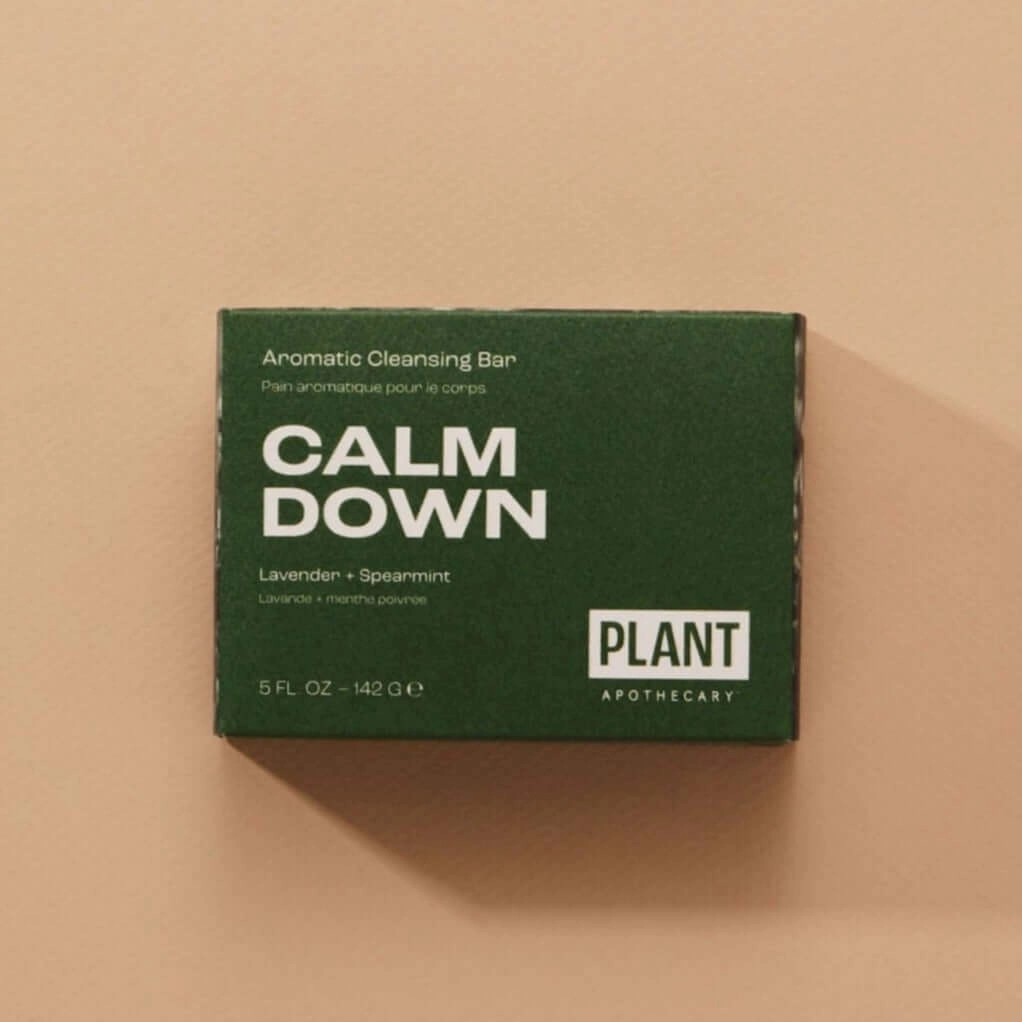 Aromatic Cleansing Bar
Pain aromatique pour le corps
CALM
DOWN
Lavender + Spearmint
Lavande + menthe poivrée
5 FL. OZ – 142 G ℮
PLANT
APOTHECARY